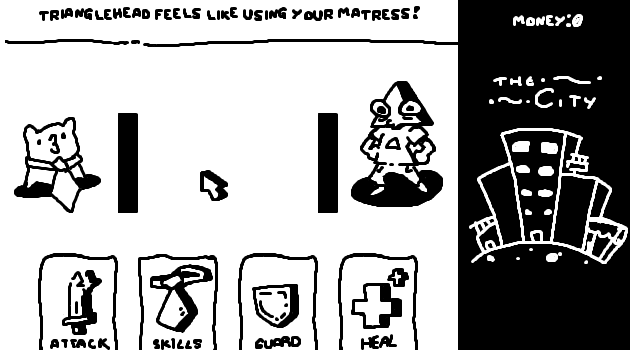 TRIANGLEHEAD FEELS LIKE USING YOUR MATRESS!
MONEY:0
THE
CITY
ATTACK
SKILLS
GUARD
HEAL